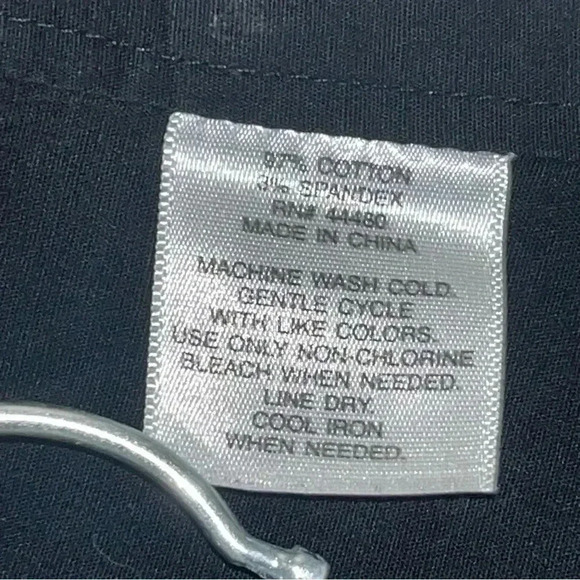 97% COTTON
3% SPANDEX
RN# 44480
MADE IN CHINA
MACHINE WASH COLD.
GENTLE CYCLE
WITH LIKE COLORS.
USE ONLY NON-CHLORINE
BLEACH WHEN NEEDED.
LINE DRY.
COOL IRON
WHEN NEEDED.